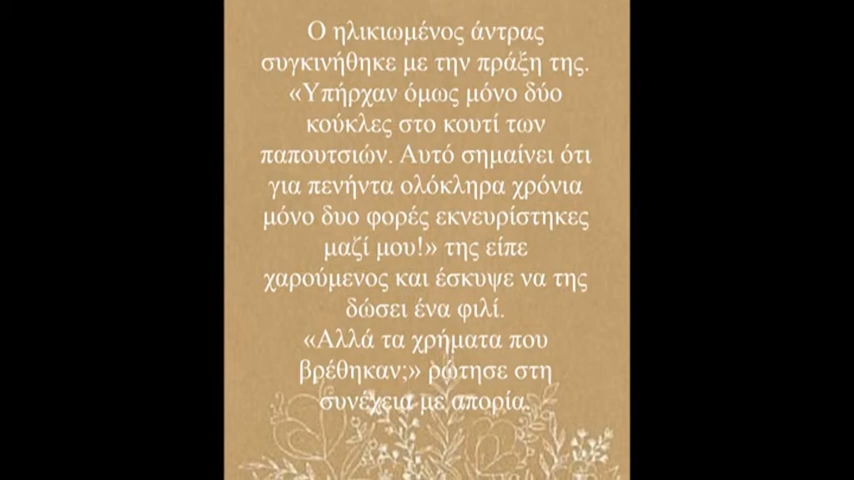 Ο ηλικιωμένος άντρας
συγκινήθηκε με την πράξη της.
«Υπήρχαν όμως μόνο δύο
κούκλες στο κουτί των
παπουτσιών. Αυτό σημαίνει ότι
για πενήντα ολόκληρα χρόνια
μόνο δυο φορές εκνευρίστηκες
μαζί μου!» της είπε
χαρούμενος και έσκυψε να της
δώσει ένα φιλί.
«Αλλά τα χρήματα που
βρέθηκαν;» ρώτησε στη
συνέχεια με απορία.